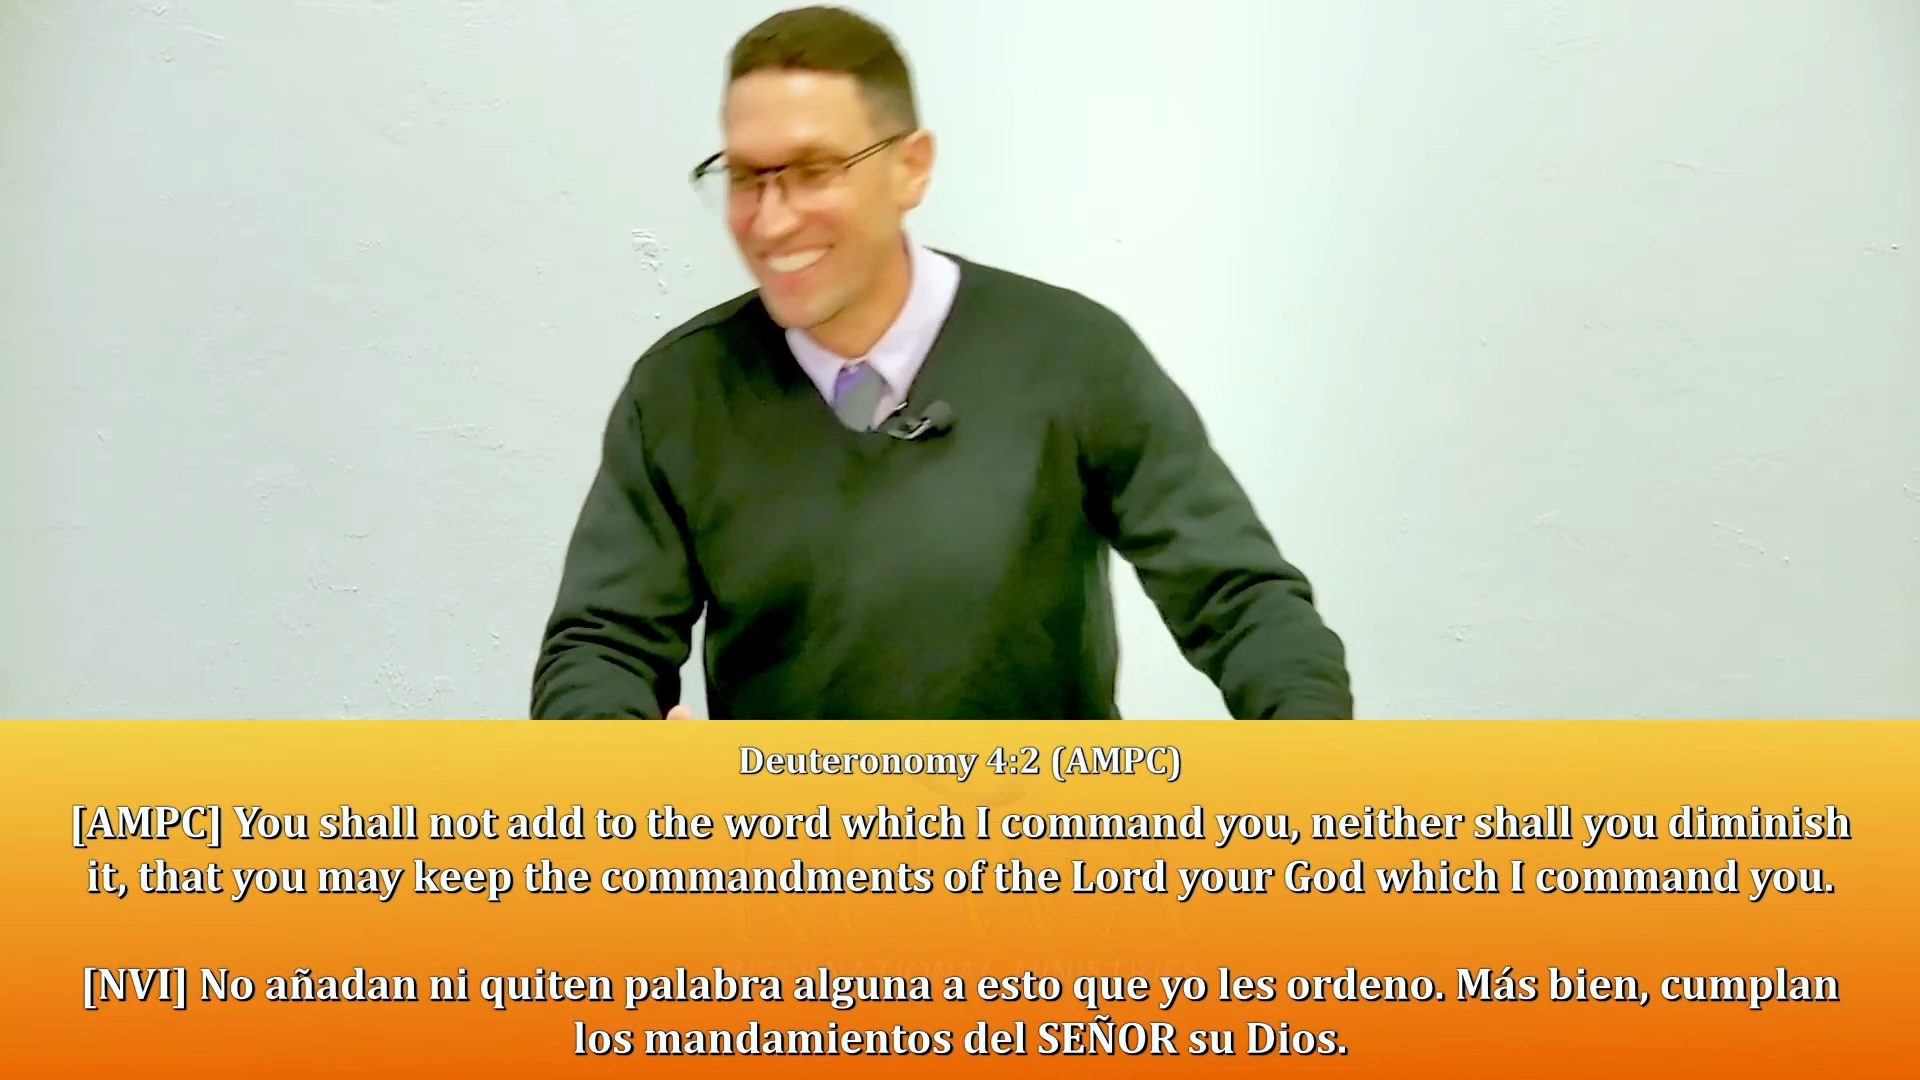 Deuteronomy 4:2 (AMPC)
[AMPC] You shall not add to the word which I command you, neither shall you diminish
it, that you may keep the commandments of the Lord your God which I command you.
[NVI] No añadan ni quiten palabra alguna a esto que yo les ordeno. Más bien, cumplan
los mandamientos del SEÑOR su Dios.